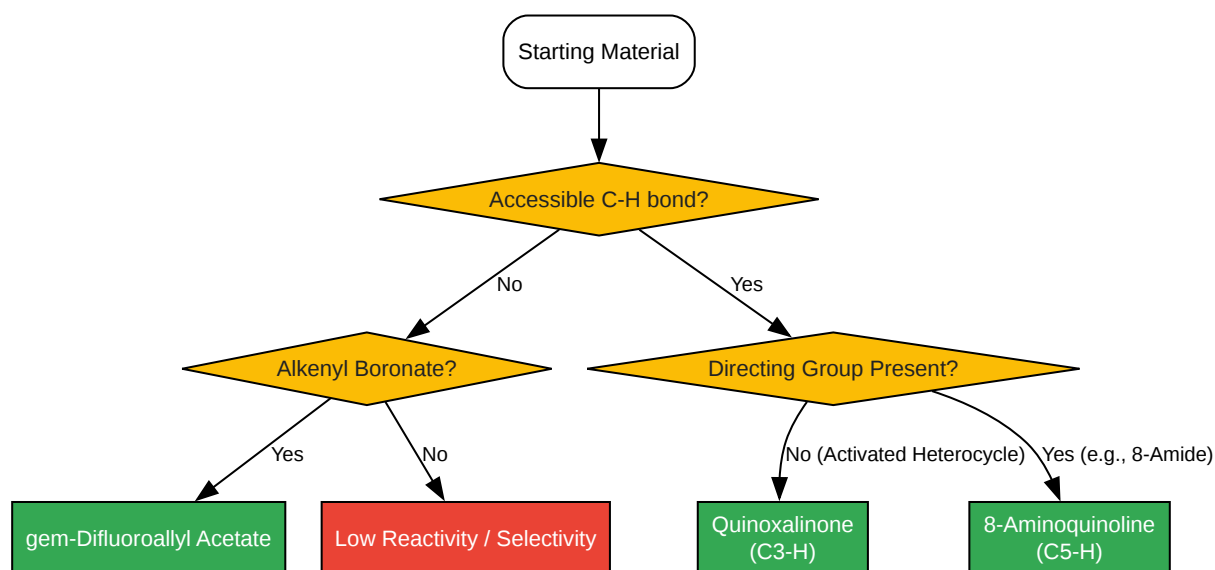 Starting Material
Accessible C-H bond?
No
Yes
Alkenyl Boronate?
Directing Group Present?
Yes
No
No (Activated Heterocycle)
Yes (e.g., 8-Amide)
gem-Difluoroallyl Acetate
Low Reactivity / Selectivity
Quinoxalinone
(C3-H)
8-Aminoquinoline
(C5-H)